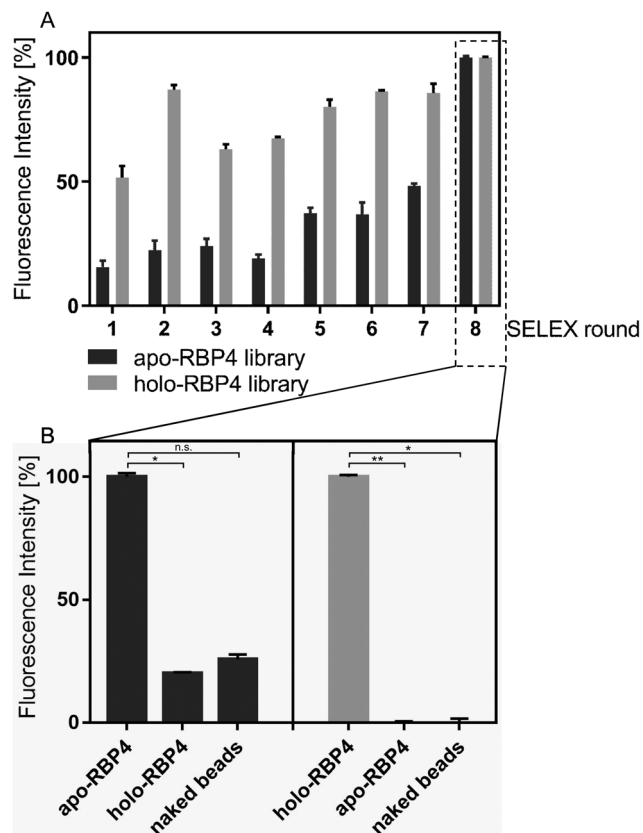 A
Fluorescence Intensity [%]
100
50
0
1 2 3 4 5 6 7 8 SELEX round
apo-RBP4 library
holo-RBP4 library
B
Fluorescence Intensity [%]
n.s.
*
*
**
100
50
0
apo-RBP4
holo-RBP4
naked beads
holo-RBP4
apo-RBP4
naked beads